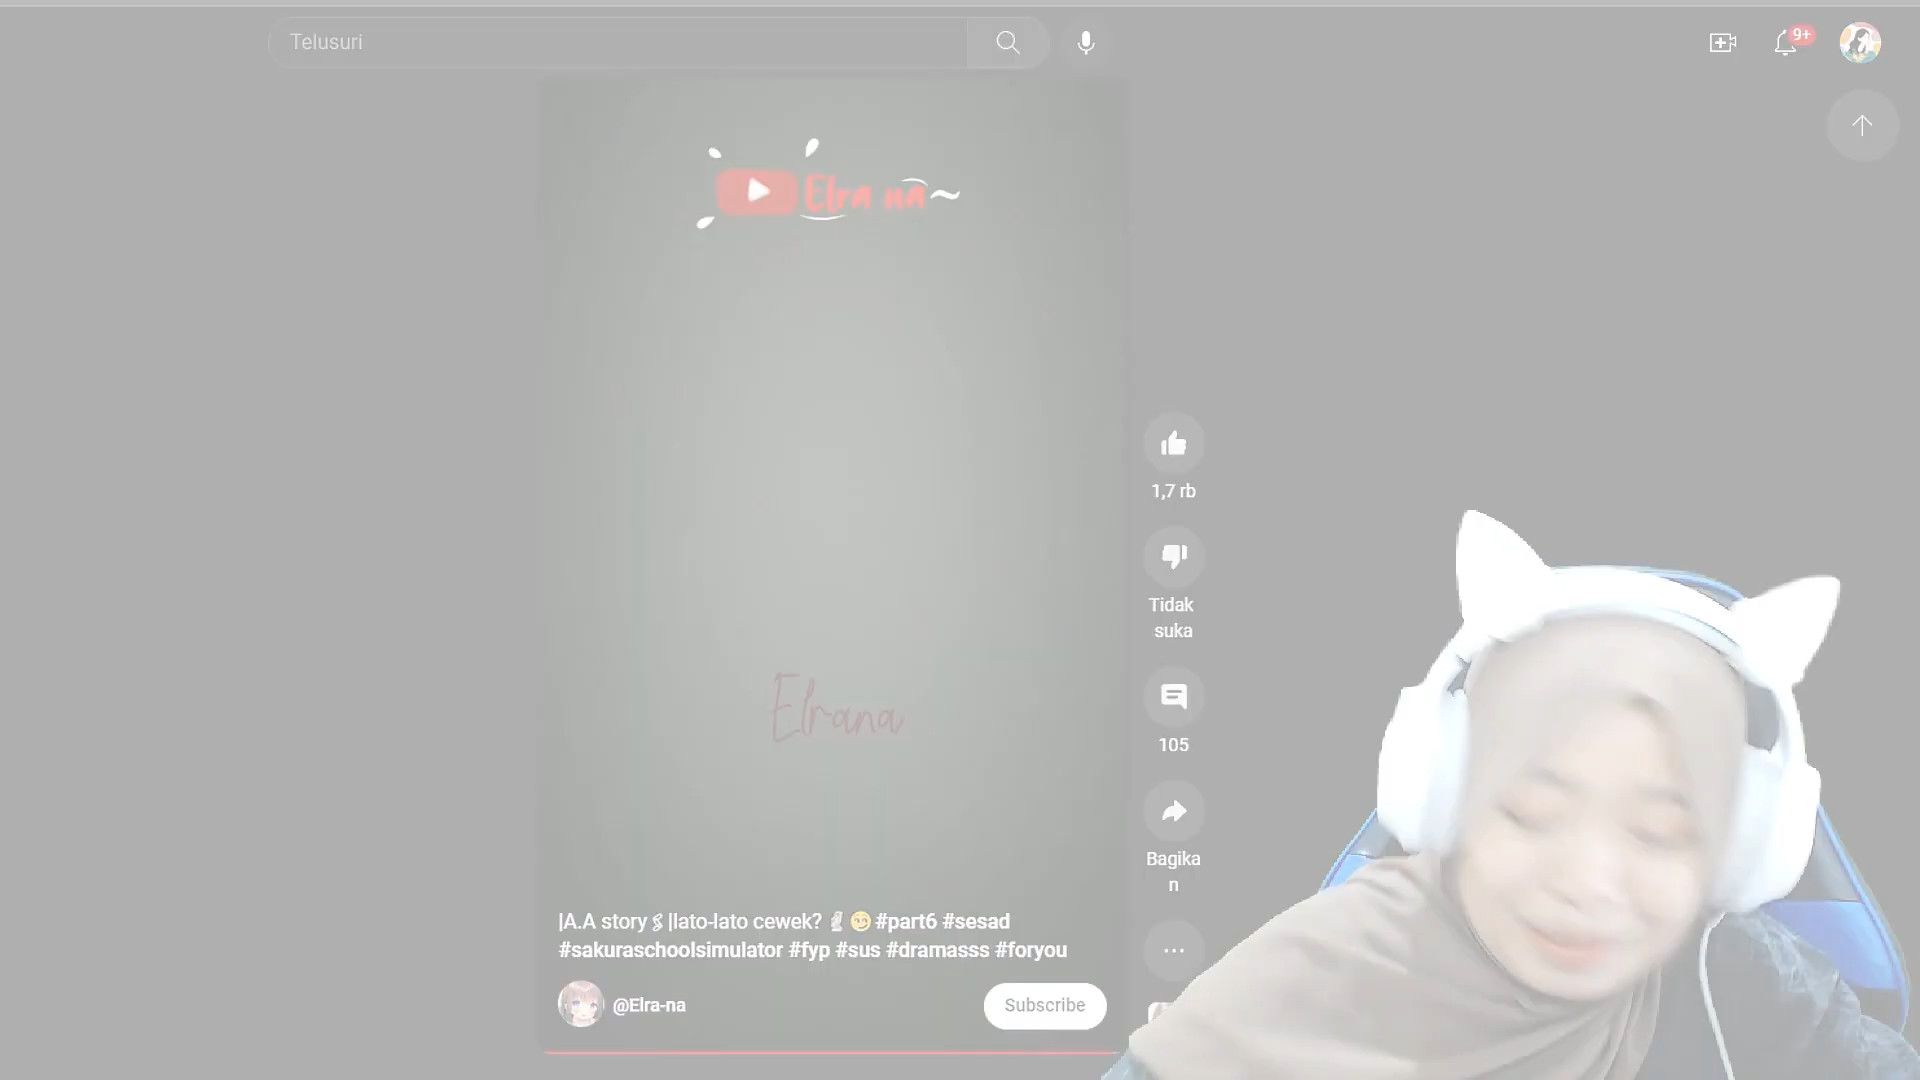 Telusuri
9+
Elra na~
1,7 rb
Tidak
suka
Elrana
105
Bagika
n
|A.A story |lato-lato cewek? #part6 #sesad
#sakuraschoolsimulator #fyp #sus #dramasss #foryou
@Elra-na
Subscribe